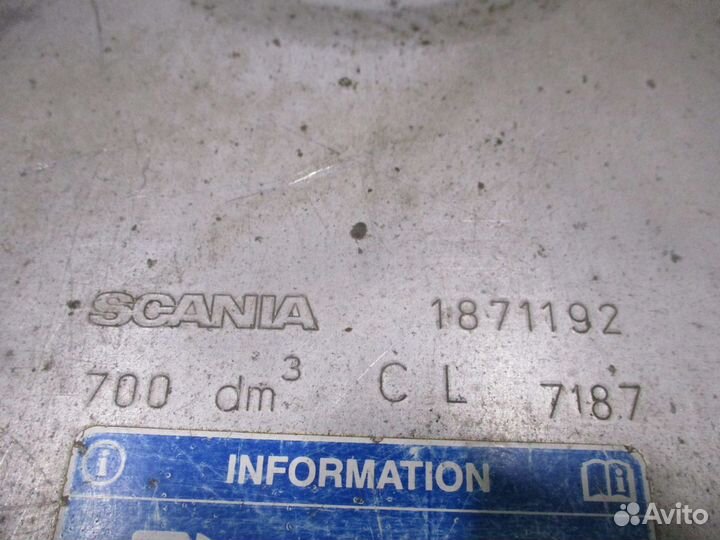 SCANIA 1871192
700 dm³ C L 7187
INFORMATION
Avito